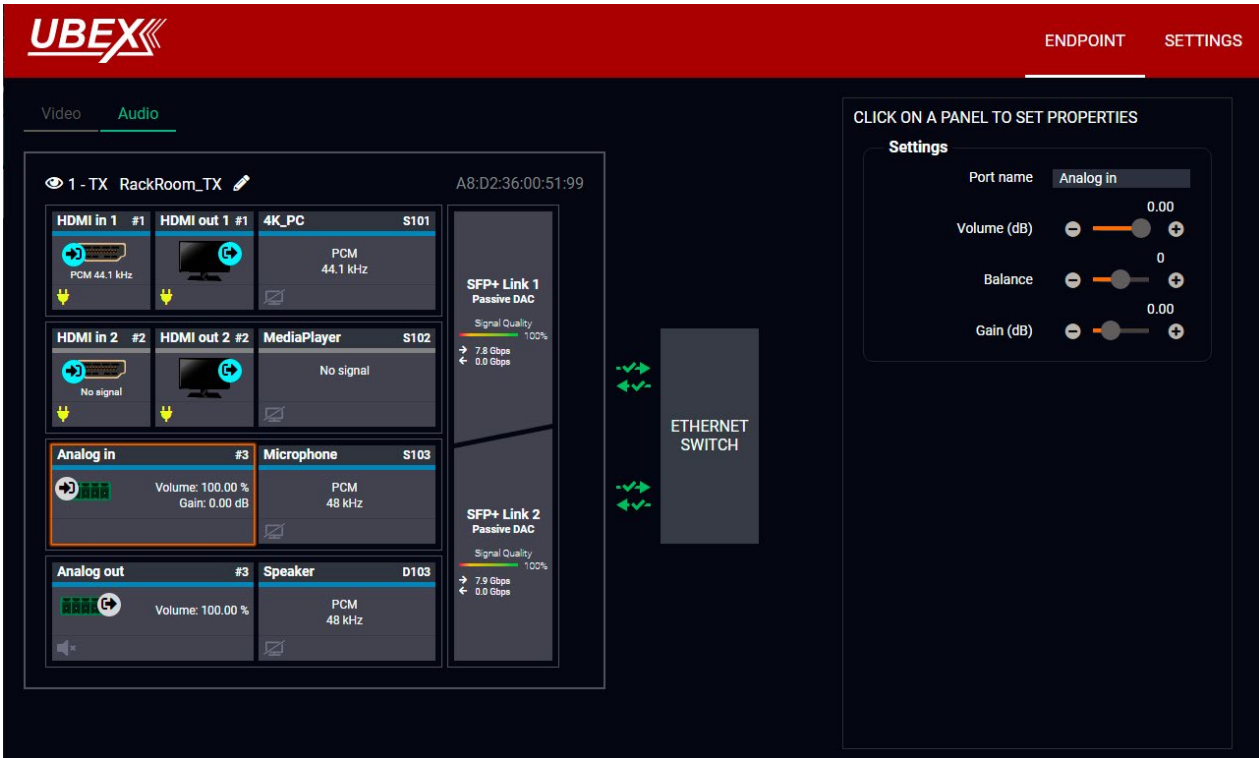 UBEX
ENDPOINT SETTINGS
Video Audio
CLICK ON A PANEL TO SET PROPERTIES
Settings
Port name Analog in
0.00
Volume (dB)
0
Balance
0.00
Gain (dB)
1 - TX RackRoom_TX A8:D2:36:00:51:99
HDMI in 1 #1 HDMI out 1 #1 4K_PC S101
PCM 44.1 kHz
PCM
44.1 kHz
HDMI in 2 #2 HDMI out 2 #2 MediaPlayer S102
No signal
No signal
Analog in #3 Microphone S103
Volume: 100.00 %
Gain: 0.00 dB
PCM
48 kHz
Analog out #3 Speaker D103
Volume: 100.00 %
PCM
48 kHz
SFP+ Link 1
Passive DAC
Signal Quality
100%
→ 7.8 Gbps
← 0.0 Gbps
SFP+ Link 2
Passive DAC
Signal Quality
100%
→ 7.9 Gbps
← 0.0 Gbps
ETHERNET
SWITCH